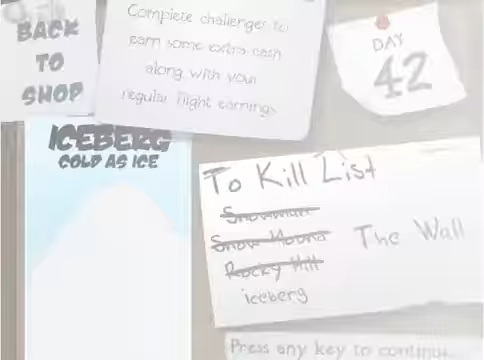 BACK
TO
SHOP
Complete challenges to
earn some extra cash
along with your
regular flight earnings
DAY
42
ICEBERG
COLD AS ICE
To Kill List
Snowman
Snow Mound
Rocky Hill
iceberg
The Wall
Press any key to continue